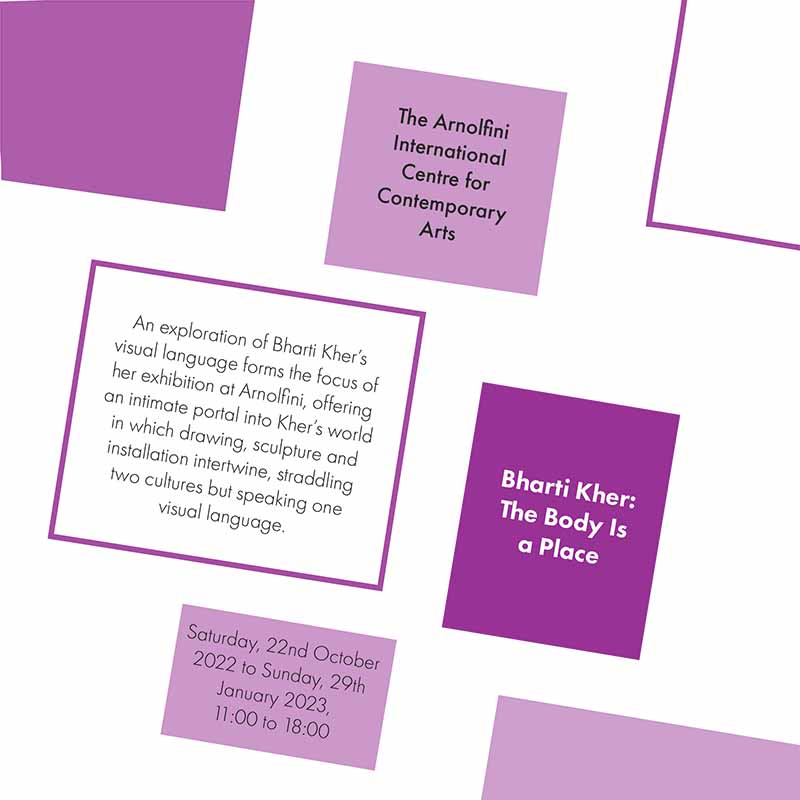 The Arnolfini
International
Centre for
Contemporary
Arts
An exploration of Bharti Kher's
visual language forms the focus of
her exhibition at Arnolfini, offering
an intimate portal into Kher's world
in which drawing, sculpture and
installation intertwine, straddling
two cultures but speaking one
visual language.
Bharti Kher:
The Body Is
a Place
Saturday, 22nd October
2022 to Sunday, 29th
January 2023,
11:00 to 18:00